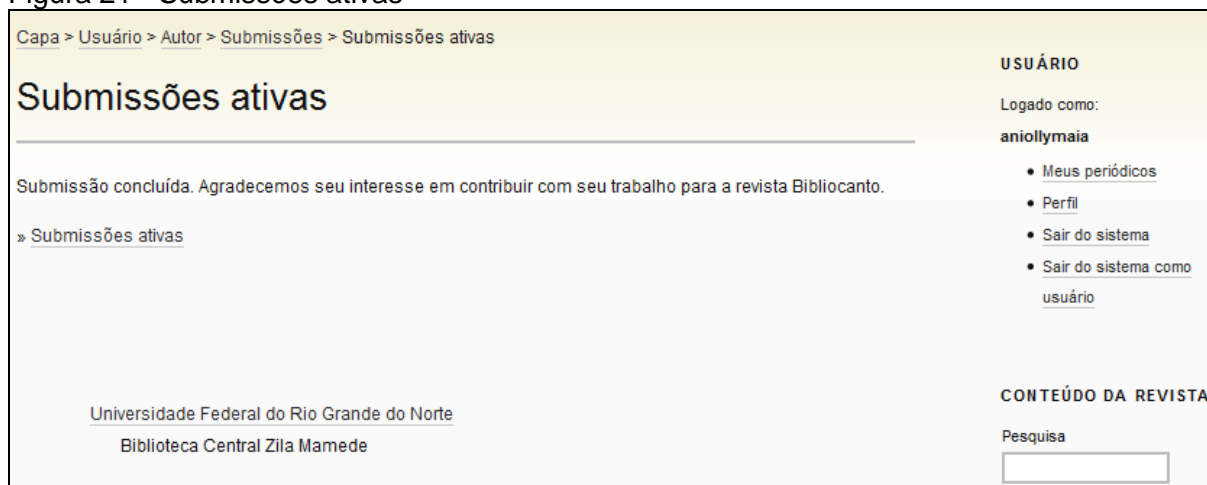 Figura 21 - Submissões ativas
Capa > Usuário > Autor > Submissões > Submissões ativas
Submissões ativas
Submissão concluída. Agradecemos seu interesse em contribuir com seu trabalho para a revista Bibliocanto.
» Submissões ativas
Universidade Federal do Rio Grande do Norte
Biblioteca Central Zila Mamede
USUÁRIO
Logado como:
aniollymaia
• Meus periódicos
• Perfil
• Sair do sistema
• Sair do sistema como
usuário
CONTEÚDO DA REVISTA
Pesquisa